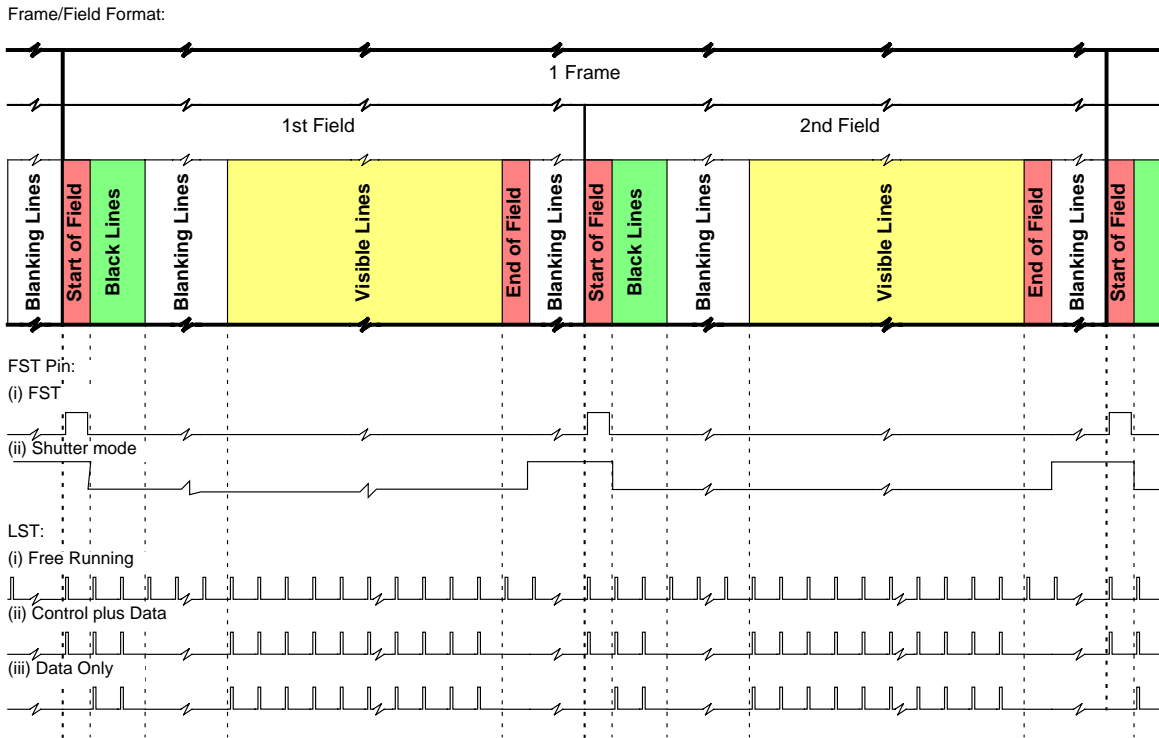 Frame/Field Format:
1 Frame
1st Field
2nd Field
Blanking Lines
Start of Field
Black Lines
Blanking Lines
Visible Lines
End of Field
Blanking Lines
Start of Field
Black Lines
Blanking Lines
Visible Lines
End of Field
Blanking Lines
Start of Field
FST Pin:
(i) FST
(ii) Shutter mode
LST:
(i) Free Running
(ii) Control plus Data
(iii) Data Only